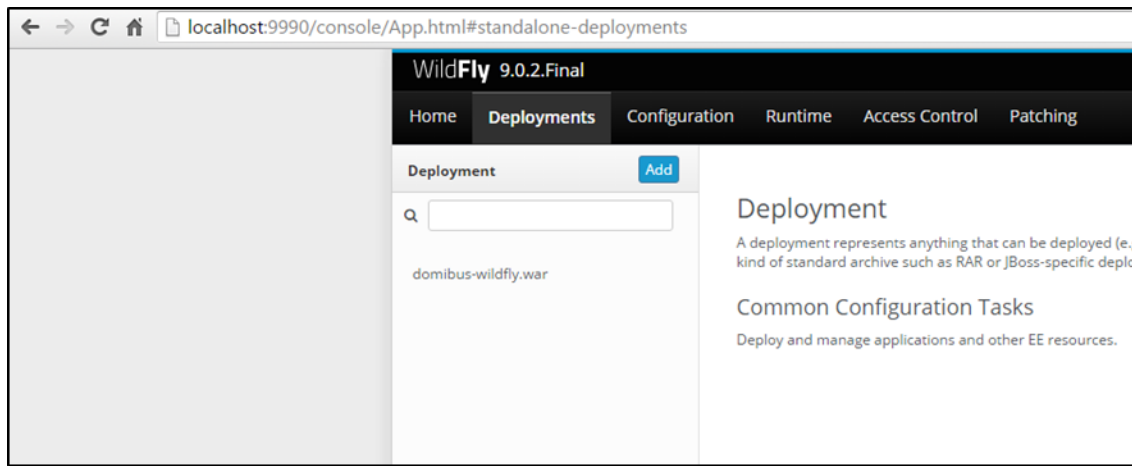 localhost:9990/console/App.html#standalone-deployments
WildFly 9.0.2.Final
Home Deployments Configuration Runtime Access Control Patching
Deployment Add
domibus-wildfly.war
Deployment
A deployment represents anything that can be deployed (e.
kind of standard archive such as RAR or JBoss-specific deplo
Common Configuration Tasks
Deploy and manage applications and other EE resources.